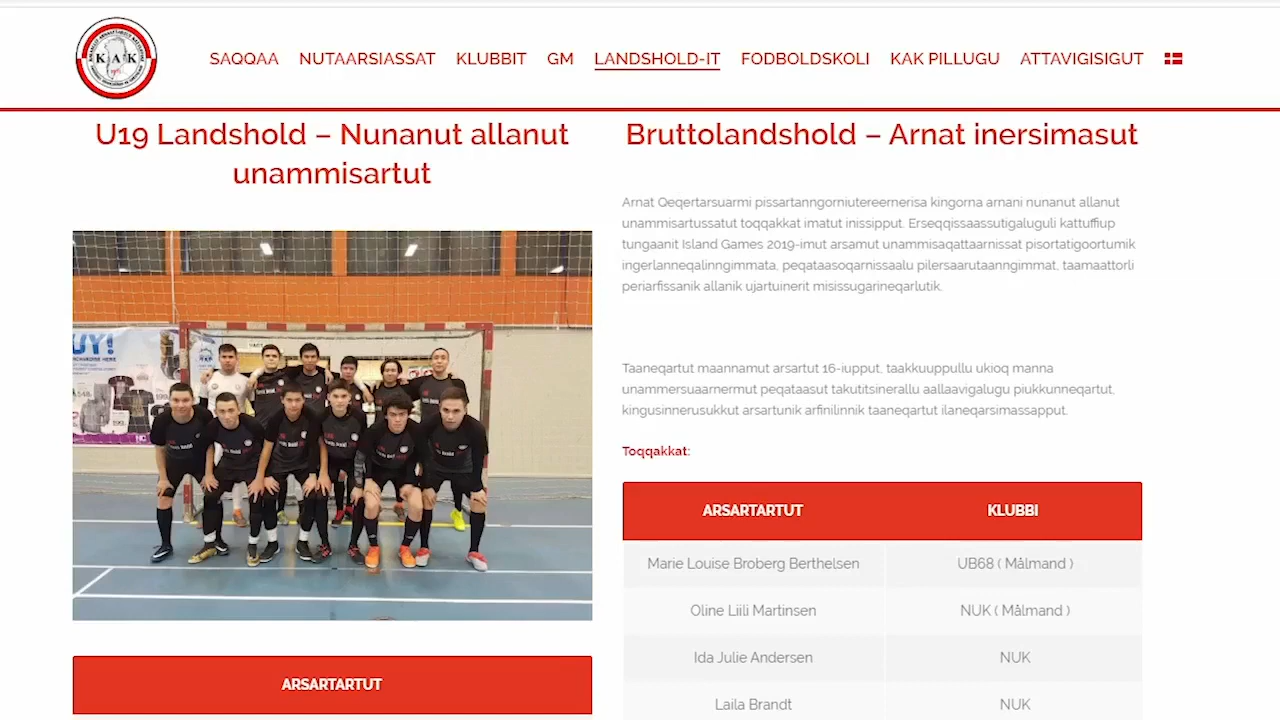 KAK
SAQQAA NUTAARSIASSAT KLUBBIT GM LANDSHOLD-IT FODBOLDSKOLI KAK PILLUGU ATTAVIGISIGUT
U19 Landshold – Nunanut allanut
unammisartut
UY!
ARSARTARTUT
Bruttolandshold – Arnat inersimasut
Arnat Qeqertarsuarmi pissartanngorniutereernerisa kingorna arnani nunanut allanut
unammisartussatut toqqakkat imatut inissipput. Erseqqissaassutigaluguli kattuffiup
tungaanit Island Games 2019-imut arsamut unammisaqattaarnissat pisortatigoortumik
ingerlanneqalinngimmata, peqataasoqarnissaalu pilersaarutaanngimmat, taamaattorli
periarfissanik allanik ujartuinerit misissugarineqarlutik.
Taaneqartut maannamut arsartut 16-iupput, taakkuuppullu ukioq manna
unammersuaarnermut peqataasut takutitsinerallu aallaavigalugu piukkunneqartut,
kingusinnerusukkut arsartunik arfinilinnik taaneqartut ilaneqarsimassapput.
Toqqakkat:
ARSARTARTUT KLUBBI
Marie Louise Broberg Berthelsen UB68 ( Målmand )
Oline Liili Martinsen NUK ( Målmand )
Ida Julie Andersen NUK
Laila Brandt NUK